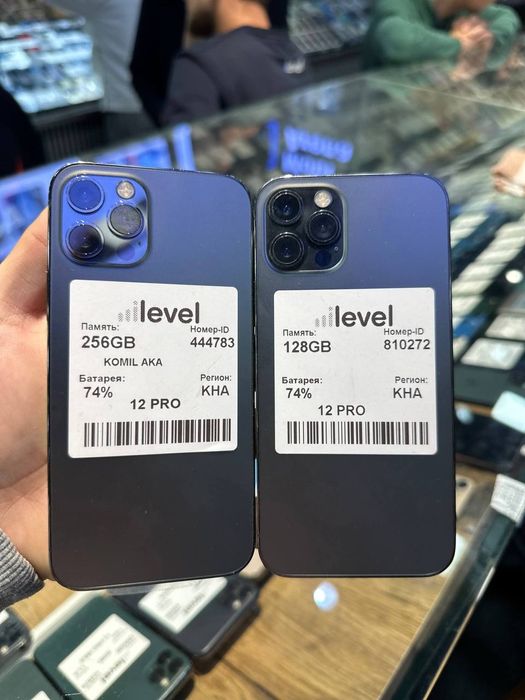 level
Память: Номер-ID
256GB 444783
KOMIL AKA
Батарея: Регион:
74% KHA
12 PRO
level
Память: Номер-ID
128GB 810272
Батарея: Регион:
74% KHA
12 PRO